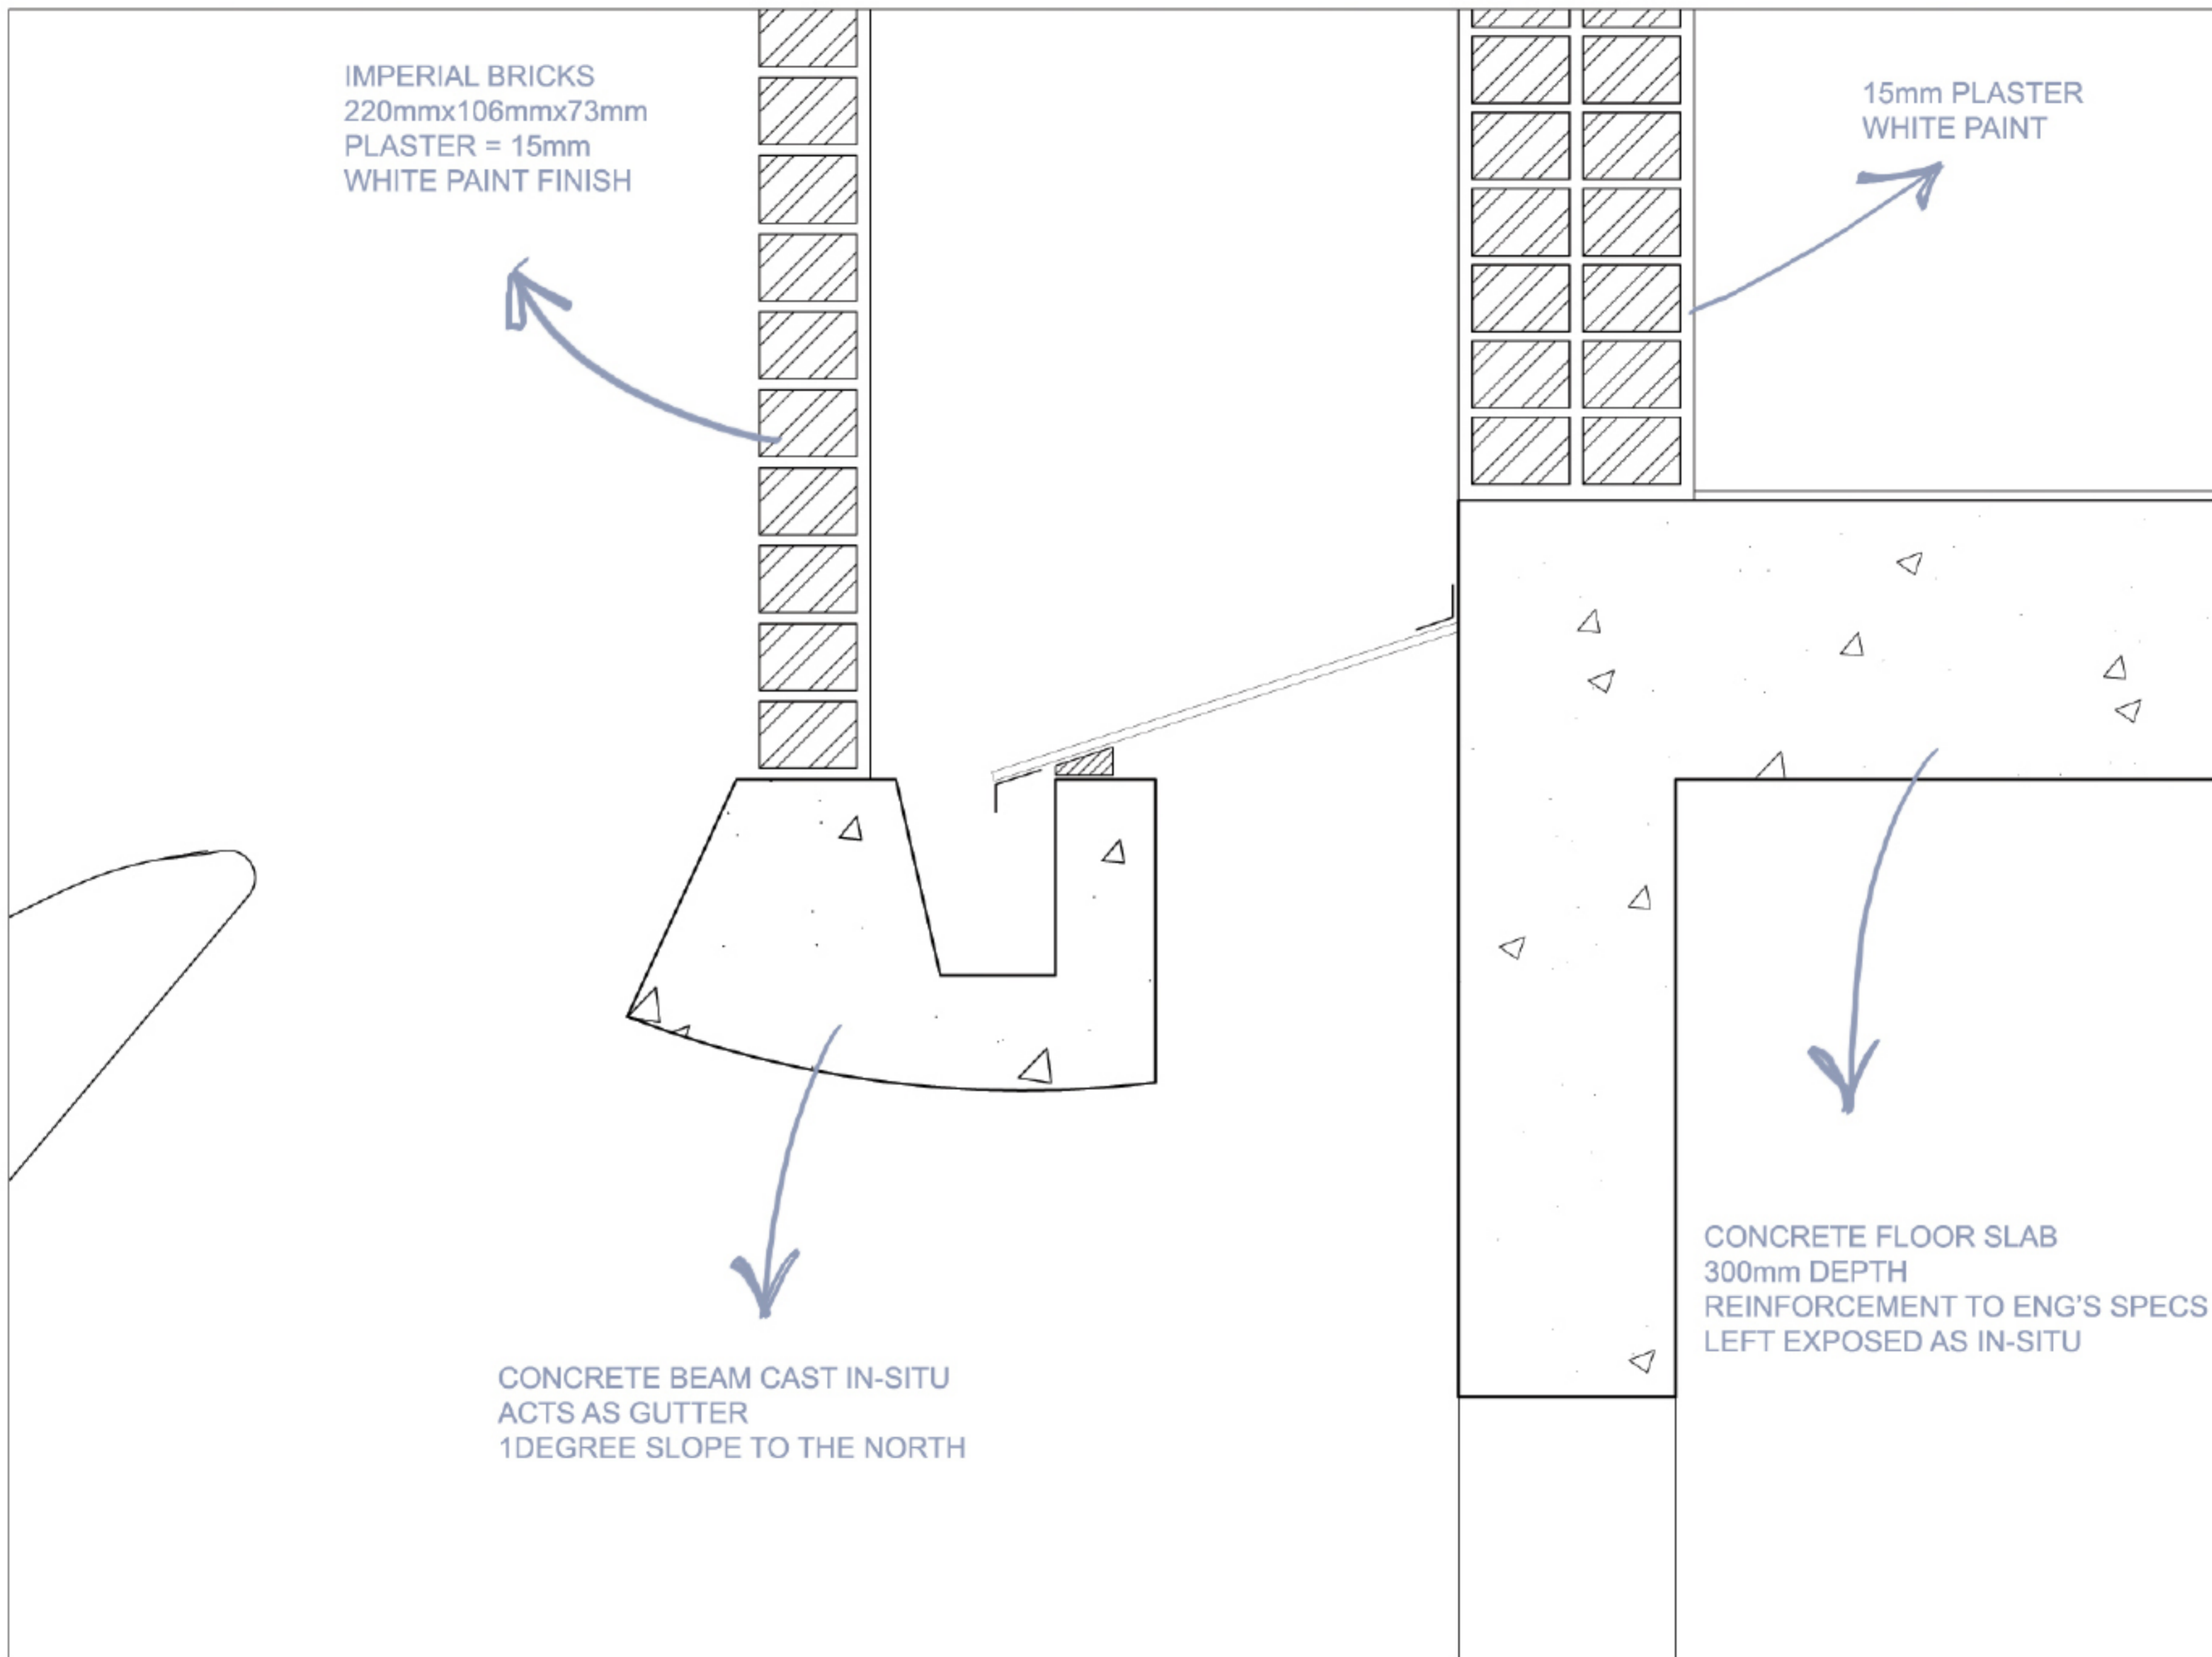 IMPERIAL BRICKS
220mmx106mmx73mm
PLASTER = 15mm
WHITE PAINT FINISH
15mm PLASTER
WHITE PAINT
CONCRETE FLOOR SLAB
300mm DEPTH
REINFORCEMENT TO ENG'S SPECS
LEFT EXPOSED AS IN-SITU
CONCRETE BEAM CAST IN-SITU
ACTS AS GUTTER
1DEGREE SLOPE TO THE NORTH